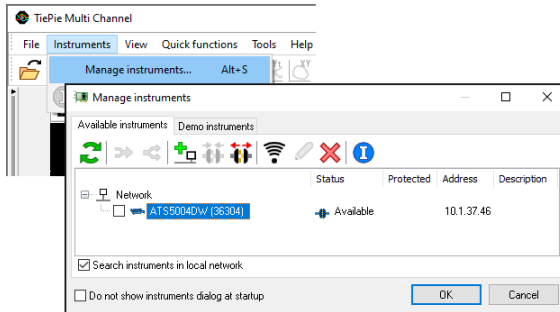 TiePie Multi Channel
File Instruments View Quick functions Tools Help
Manage instruments... Alt+S
Manage instruments
Available instruments Demo instruments
Status Protected Address Description
Network
ATS5004DW (36304) Available 10.1.37.46
Search instruments in local network
Do not show instruments dialog at startup OK Cancel